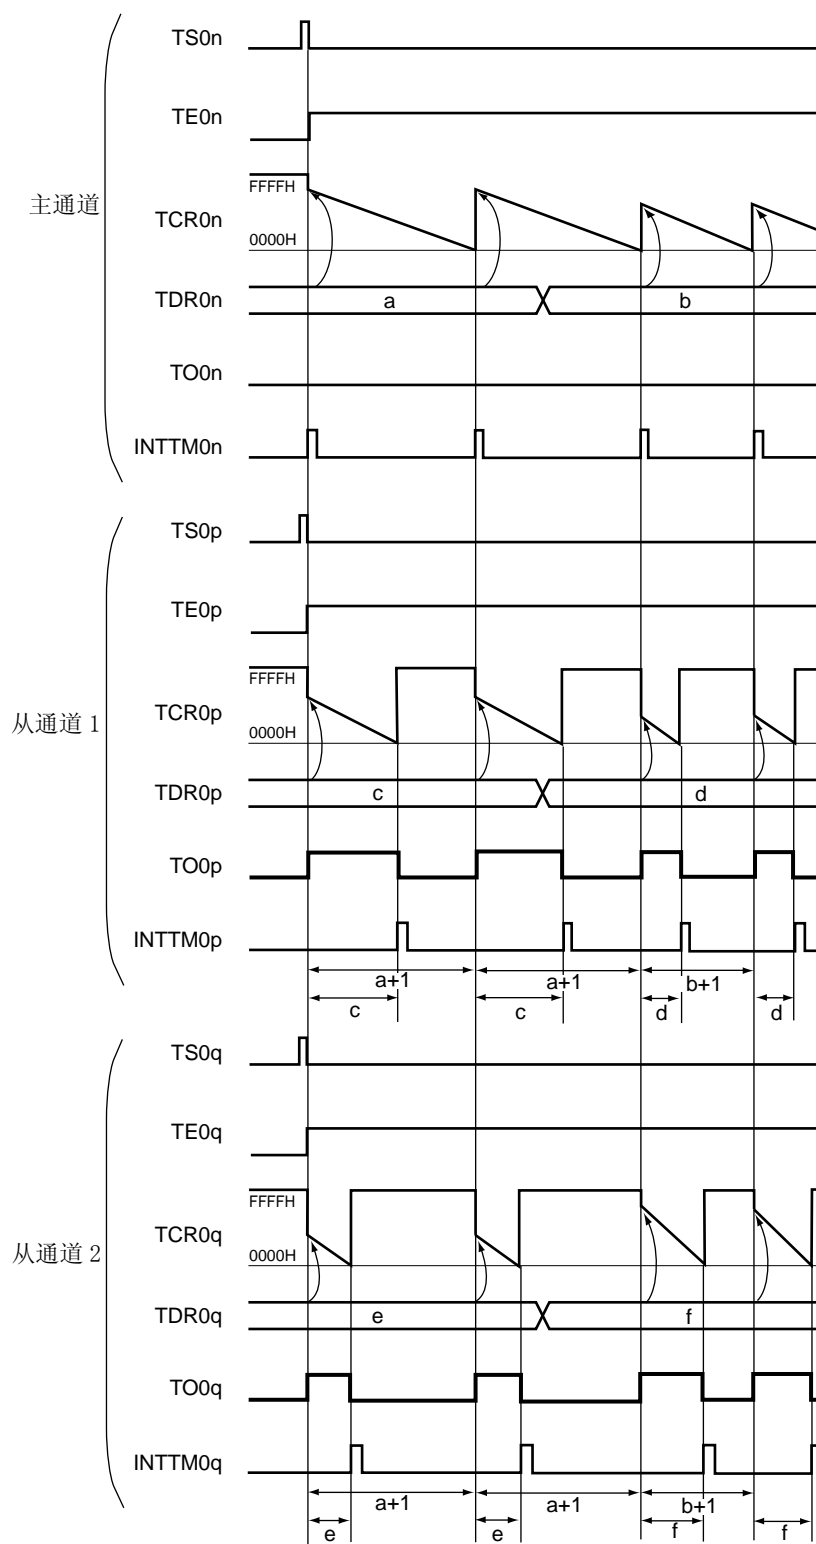 TS0n
TE0n
主通道
FFFFH
TCR0n
0000H
TDR0n
a
b
TO0n
INTTM0n
TS0p
TE0p
FFFFH
从通道 1
TCR0p
0000H
TDR0p
c
d
TO0p
INTTM0p
a+1
a+1
b+1
c
c
d
d
TS0q
TE0q
FFFFH
从通道 2
TCR0q
0000H
TDR0q
e
f
TO0q
INTTM0q
a+1
a+1
b+1
e
e
f
f